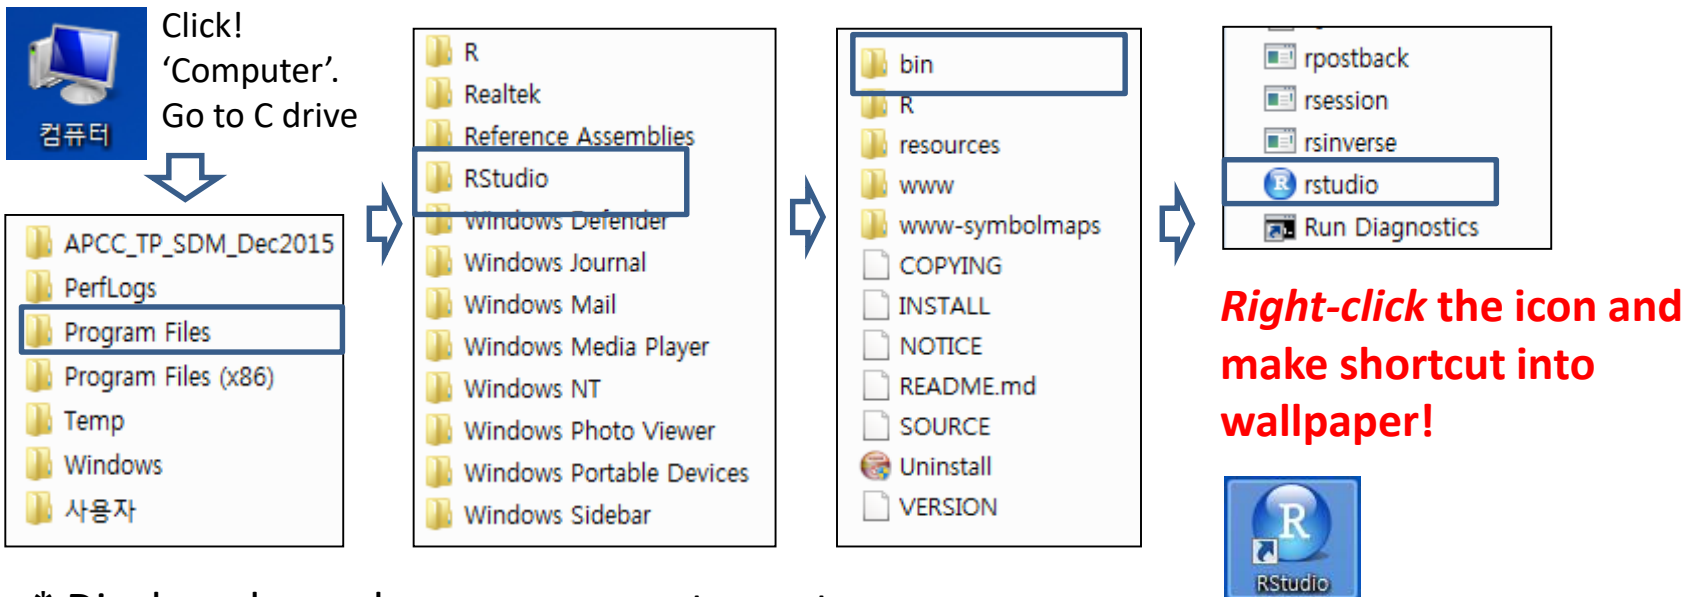 컴퓨터
Click!
‘Computer’.
Go to C drive
APCC_TP_SDM_Dec2015
PerfLogs
Program Files
Program Files (x86)
Temp
Windows
사용자
R
Realtek
Reference Assemblies
RStudio
Windows Defender
Windows Journal
Windows Mail
Windows Media Player
Windows NT
Windows Photo Viewer
Windows Portable Devices
Windows Sidebar
bin
R
resources
www
www-symbolmaps
COPYING
INSTALL
NOTICE
README.md
SOURCE
Uninstall
VERSION
rpostback
rsession
rsinverse
rstudio
Run Diagnostics
Right-click the icon and
make shortcut into
wallpaper!
R
RStudio